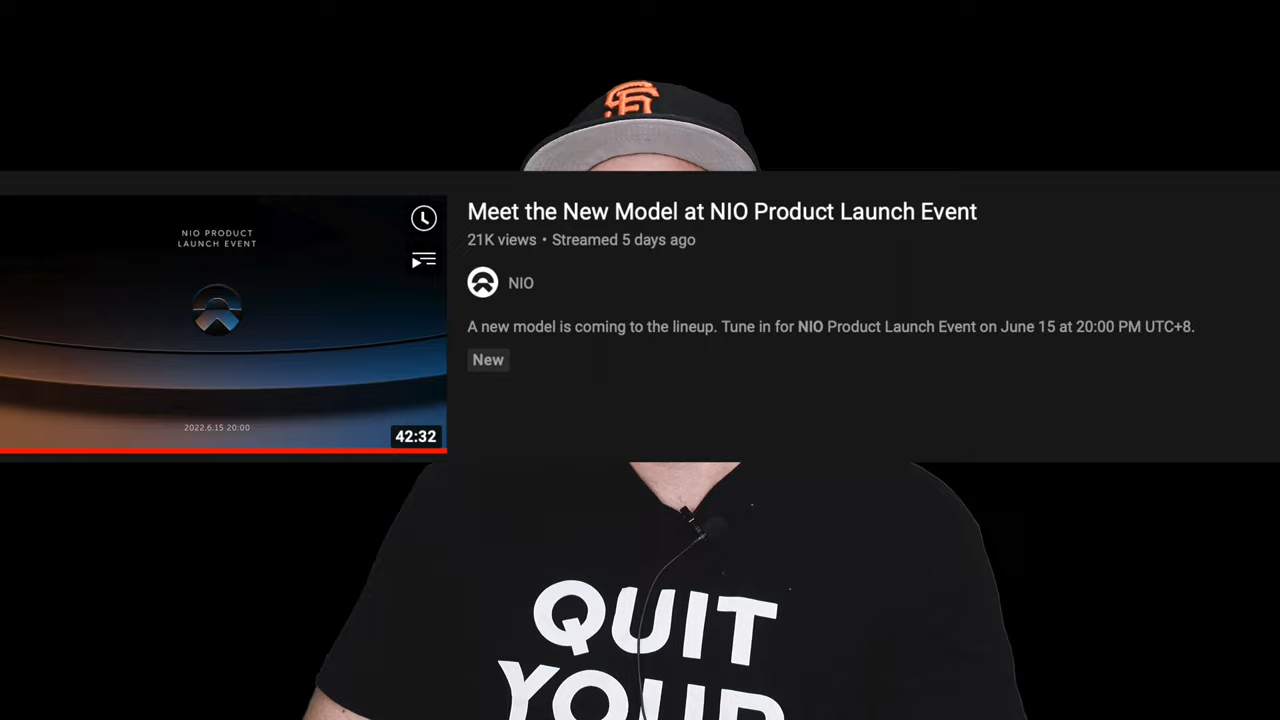 SF
NIO PRODUCT
LAUNCH EVENT
2022.6.15 20:00
42:32
Meet the New Model at NIO Product Launch Event
21K views • Streamed 5 days ago
NIO
A new model is coming to the lineup. Tune in for NIO Product Launch Event on June 15 at 20:00 PM UTC+8.
New
QUIT
YOUR